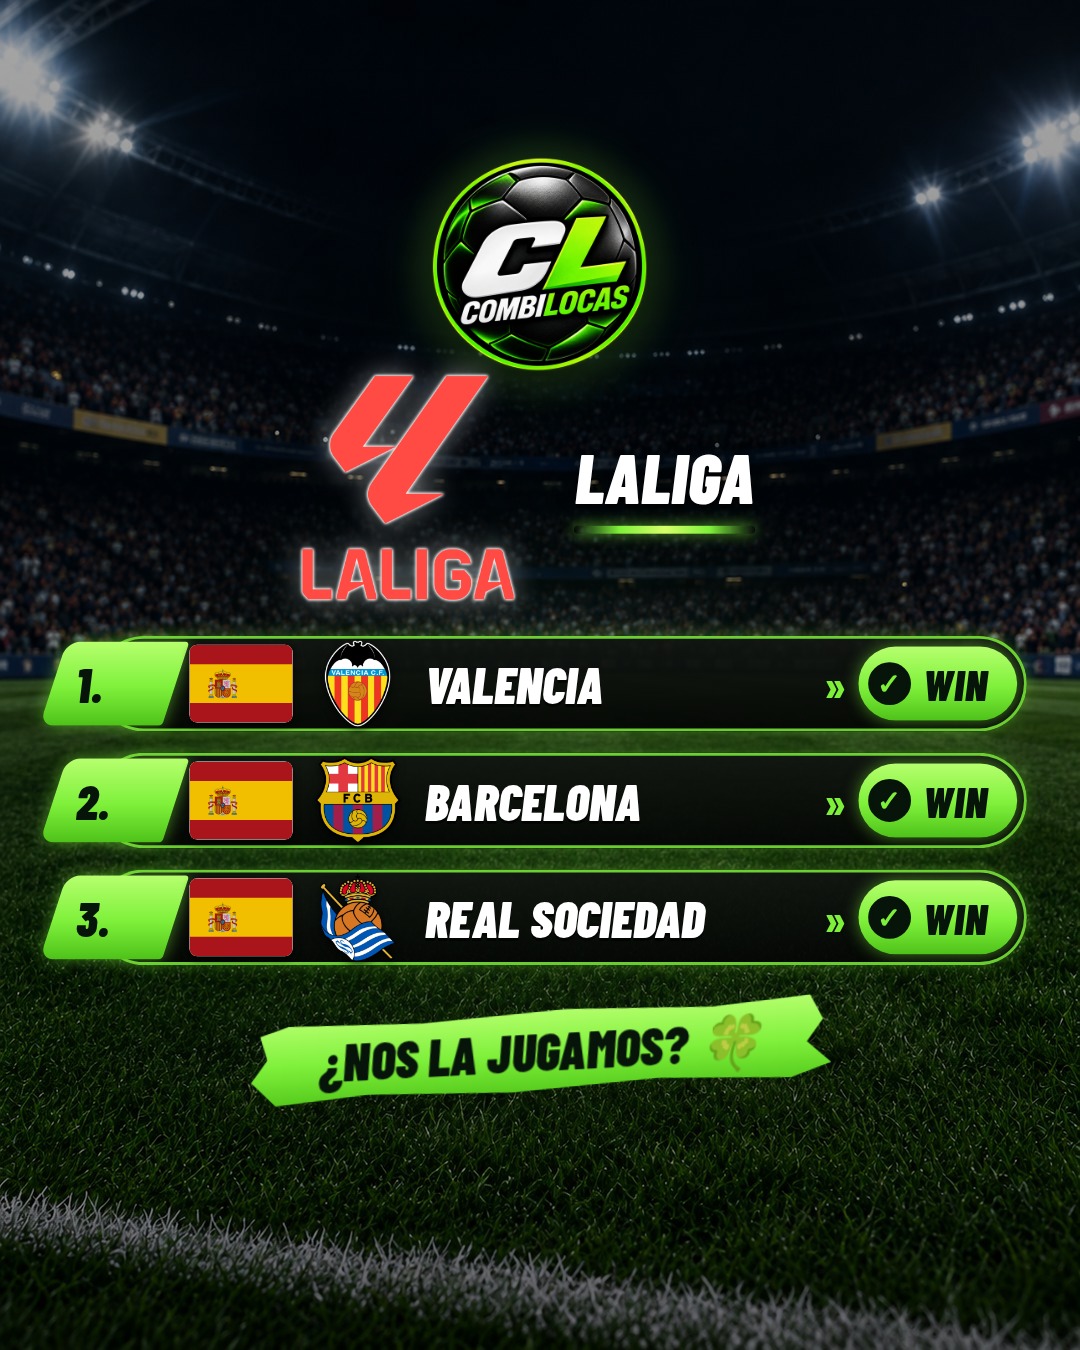 CL
COMBILOCAS
LALIGA
LALIGA
1. VALENCIA C.F. VALENCIA » ✓ WIN
2. FCB BARCELONA » ✓ WIN
3. REAL SOCIEDAD » ✓ WIN
¿NOS LA JUGAMOS? 🍀